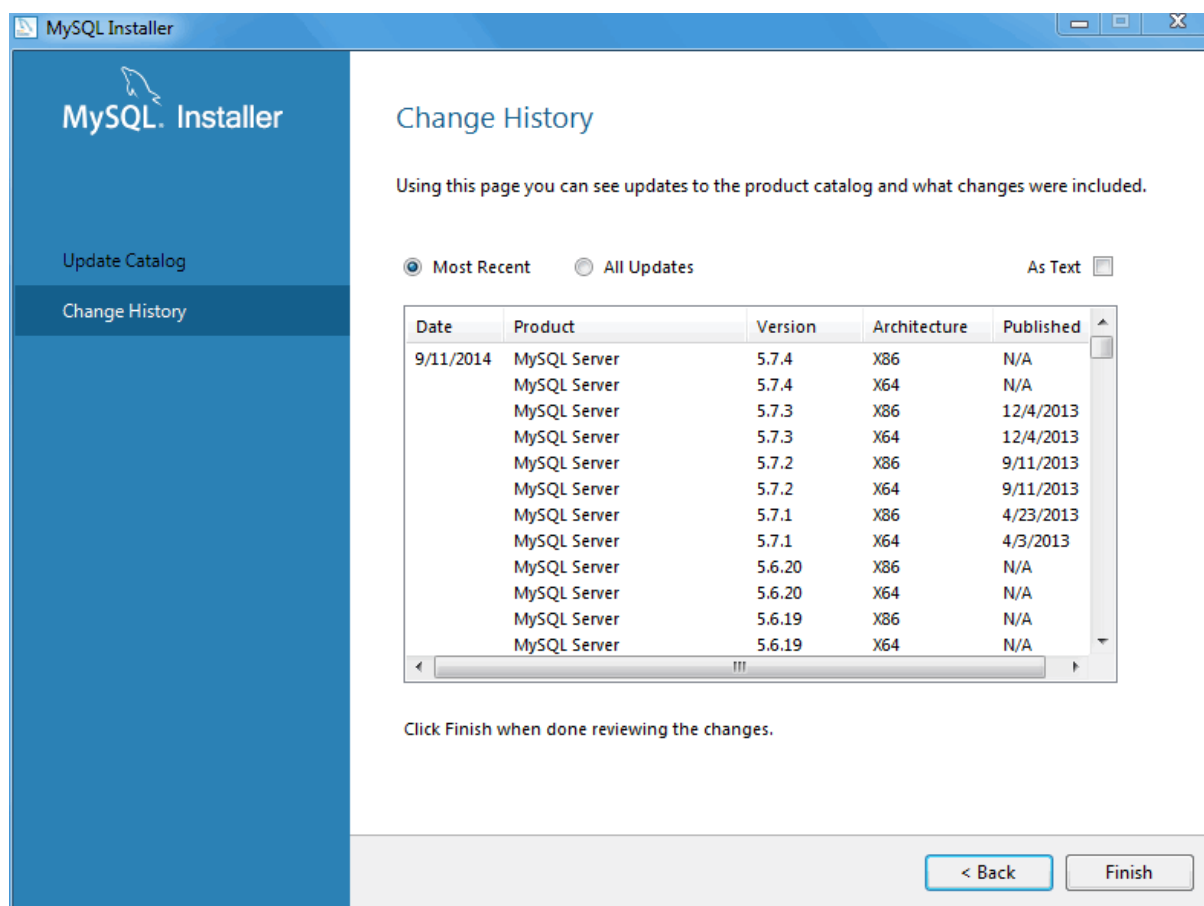 MySQL Installer
MySQL. Installer
Change History
Using this page you can see updates to the product catalog and what changes were included.
Update Catalog
Change History
Most Recent All Updates As Text
Date Product Version Architecture Published
9/11/2014 MySQL Server 5.7.4 X86 N/A
MySQL Server 5.7.4 X64 N/A
MySQL Server 5.7.3 X86 12/4/2013
MySQL Server 5.7.3 X64 12/4/2013
MySQL Server 5.7.2 X86 9/11/2013
MySQL Server 5.7.2 X64 9/11/2013
MySQL Server 5.7.1 X86 4/23/2013
MySQL Server 5.7.1 X64 4/3/2013
MySQL Server 5.6.20 X86 N/A
MySQL Server 5.6.20 X64 N/A
MySQL Server 5.6.19 X86 N/A
MySQL Server 5.6.19 X64 N/A
Click Finish when done reviewing the changes.
< Back Finish